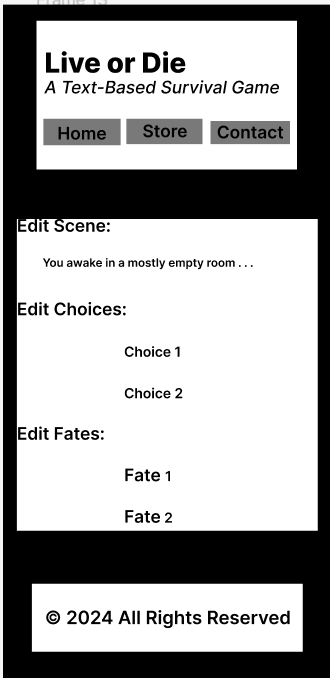 Frame 13
Live or Die
A Text-Based Survival Game
Home Store Contact
Edit Scene:
You awake in a mostly empty room . . .
Edit Choices:
Choice 1
Choice 2
Edit Fates:
Fate 1
Fate 2
© 2024 All Rights Reserved